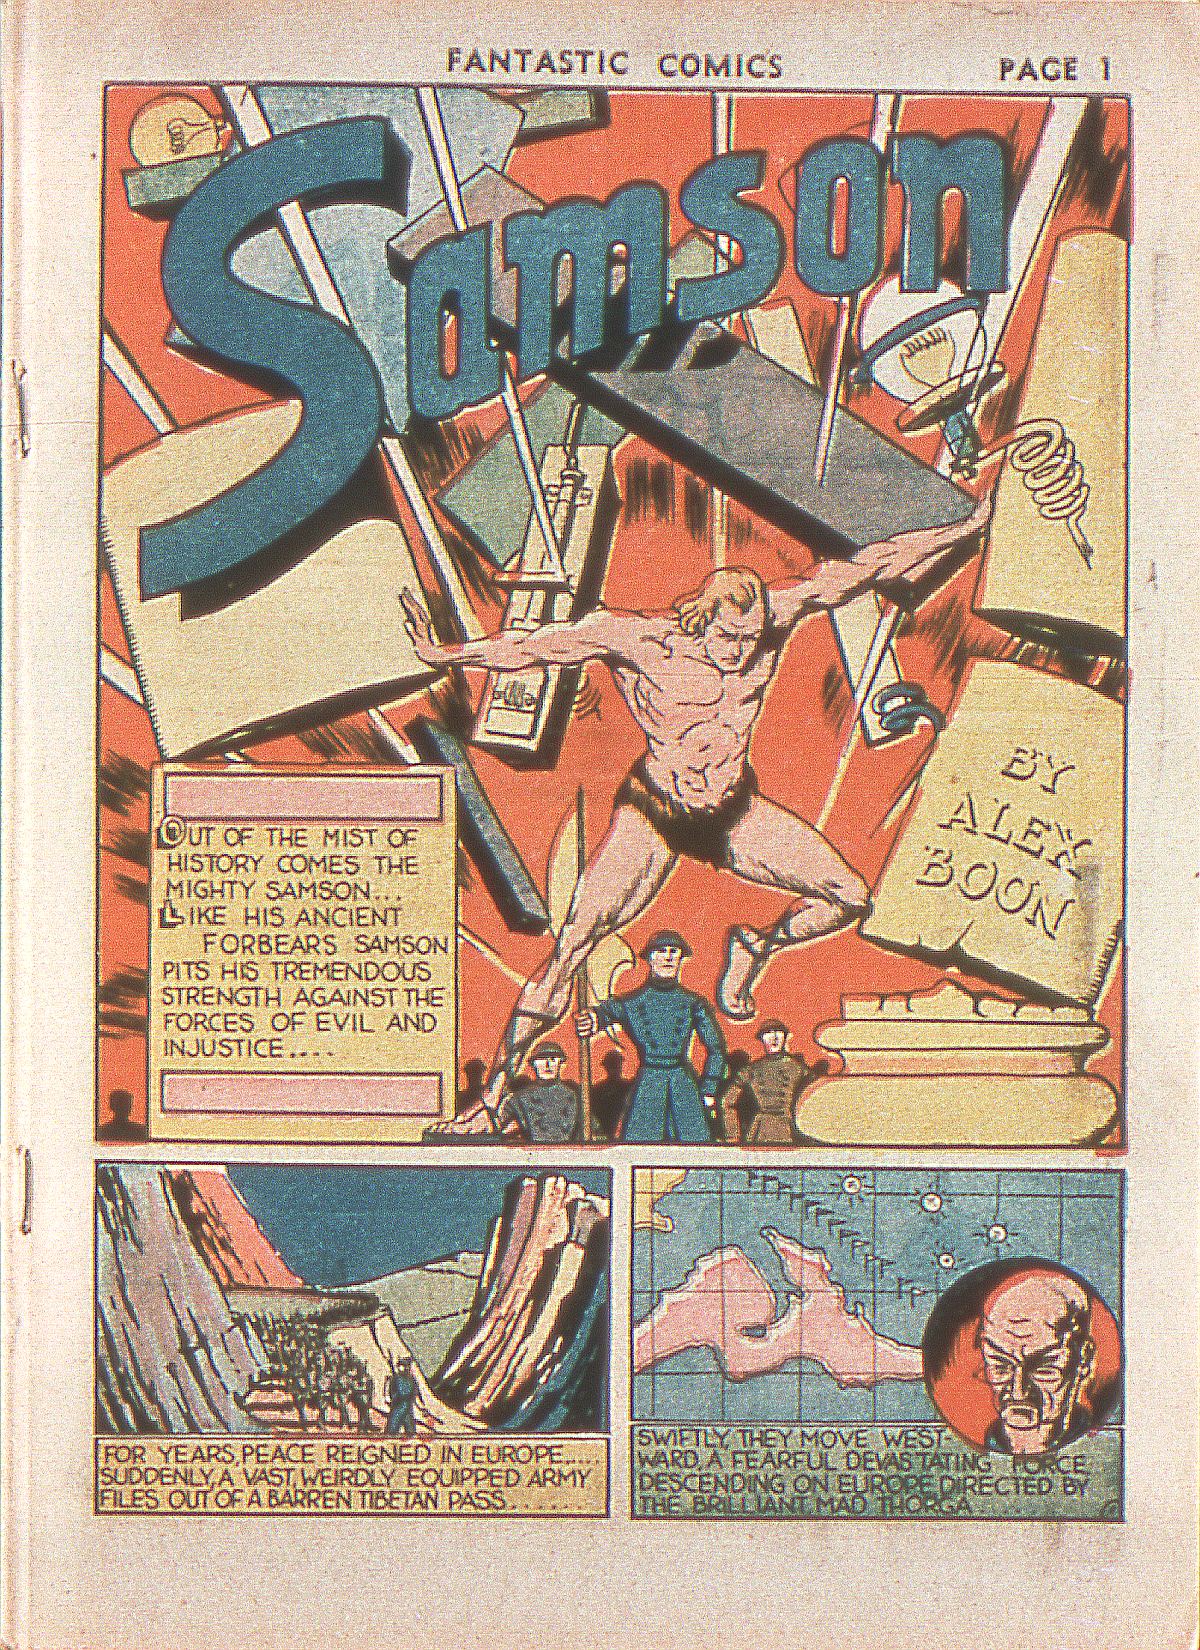 FANTASTIC COMICS
PAGE 1
Samson
BY
ALEX
BOON
OUT OF THE MIST OF
HISTORY COMES THE
MIGHTY SAMSON...
LIKE HIS ANCIENT
FORBEARS SAMSON
PITS HIS TREMENDOUS
STRENGTH AGAINST THE
FORCES OF EVIL AND
INJUSTICE....
FOR YEARS, PEACE REIGNED IN EUROPE....
SUDDENLY, A VAST, WEIRDLY EQUIPPED ARMY
FILES OUT OF A BARREN TIBETAN PASS.......
SWIFTLY, THEY MOVE WEST-
WARD, A FEARFUL DEVASTATING FORCE
DESCENDING ON EUROPE, DIRECTED BY
THE BRILLIANT, MAD THORGA.....